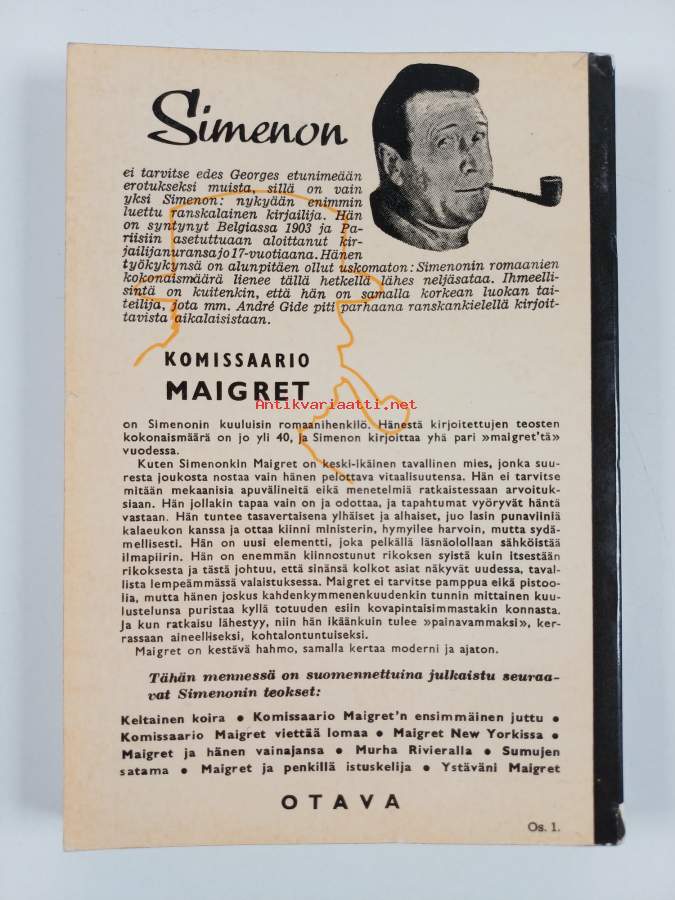 Simenon
ei tarvitse edes Georges etunimeään
erotukseksi muista, sillä on vain
yksi Simenon: nykyään enimmin
luettu ranskalainen kirjailija. Hän
on syntynyt Belgiassa 1903 ja Pa-
riisiin asetuttuaan aloittanut kir-
jailijanuransa jo 17-vuotiaana. Hänen
työkykynsä on alunpitäen ollut uskomaton: Simenonin romaanien
kokonaismäärä lienee tällä hetkellä lähes neljäsataa. Ihmeelli-
sintä on kuitenkin, että hän on samalla korkean luokan tai-
teilija, jota mm. André Gide piti parhaana ranskankielellä kirjoit-
tavista aikalaisistaan.
KOMISSAARIO
MAIGRET
Antikvariaatti.net
on Simenonin kuuluisin romaanihenkilö. Hänestä kirjoitettujen teosten
kokonaismäärä on jo yli 40, ja Simenon kirjoittaa yhä pari »maigret'tä»
vuodessa.
Kuten Simenonkin Maigret on keski-ikäinen tavallinen mies, jonka suu-
resta joukosta nostaa vain hänen pelottava vitaalisuutensa. Hän ei tarvitse
mitään mekaanisia apuvälineitä eikä menetelmiä ratkaistessaan arvoituk-
siaan. Hän jollakin tapaa vain on ja odottaa, ja tapahtumat vyöryvät häntä
vastaan. Hän tuntee tasavertaisena ylhäiset ja alhaiset, juo lasin punaviiniä
kalaeukon kanssa ja ottaa kiinni ministerin, hymyilee harvoin, mutta sydä-
mellisesti. Hän on uusi elementti, joka pelkällä läsnäolollaan sähköistää
ilmapiirin. Hän on enemmän kiinnostunut rikoksen syistä kuin itsestään
rikoksesta ja tästä johtuu, että sinänsä kolkot asiat näkyvät uudessa, taval-
lista lempeämmässä valaistuksessa. Maigret ei tarvitse pamppua eikä pistoo-
lia, mutta hänen joskus kahdenkymmenenkuudenkin tunnin mittainen kuu-
lustelunsa puristaa kyllä totuuden esiin kovapintaisimmastakin konnasta.
Ja kun ratkaisu lähestyy, niin hän ikäänkuin tulee »painavammaksi», ker-
rassaan aineelliseksi, kohtalontuntuiseksi.
Maigret on kestävä hahmo, samalla kertaa moderni ja ajaton.
Tähän mennessä on suomennettuina julkaistu seuraa-
vat Simenonin teokset:
Keltainen koira • Komissaario Maigret'n ensimmäinen juttu •
Komissaario Maigret viettää lomaa • Maigret New Yorkissa •
Maigret ja hänen vainajansa • Murha Rivieralla • Sumujen
satama • Maigret ja penkillä istuskelija • Ystäväni Maigret
OTAVA
Os. 1.